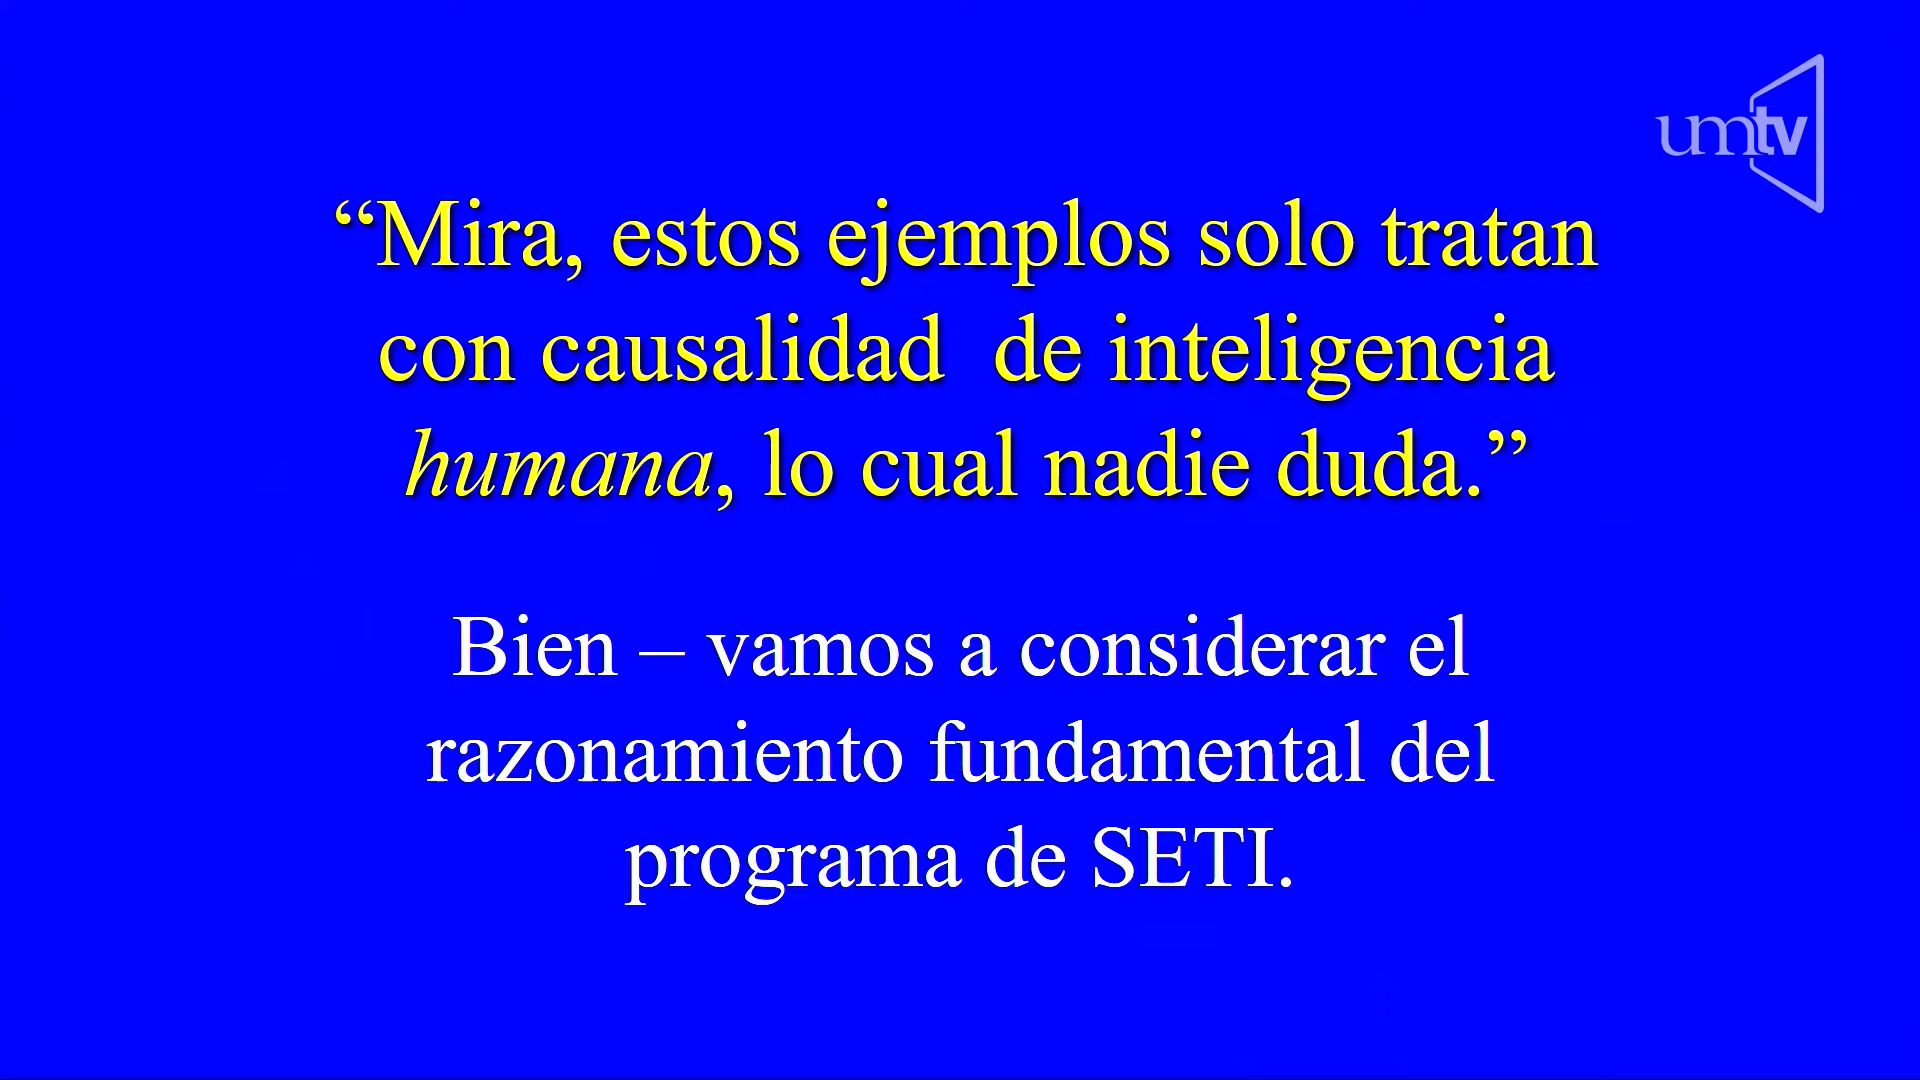 umtv
“Mira, estos ejemplos solo tratan
con causalidad  de inteligencia
humana, lo cual nadie duda.”
Bien – vamos a considerar el
razonamiento fundamental del
programa de SETI.